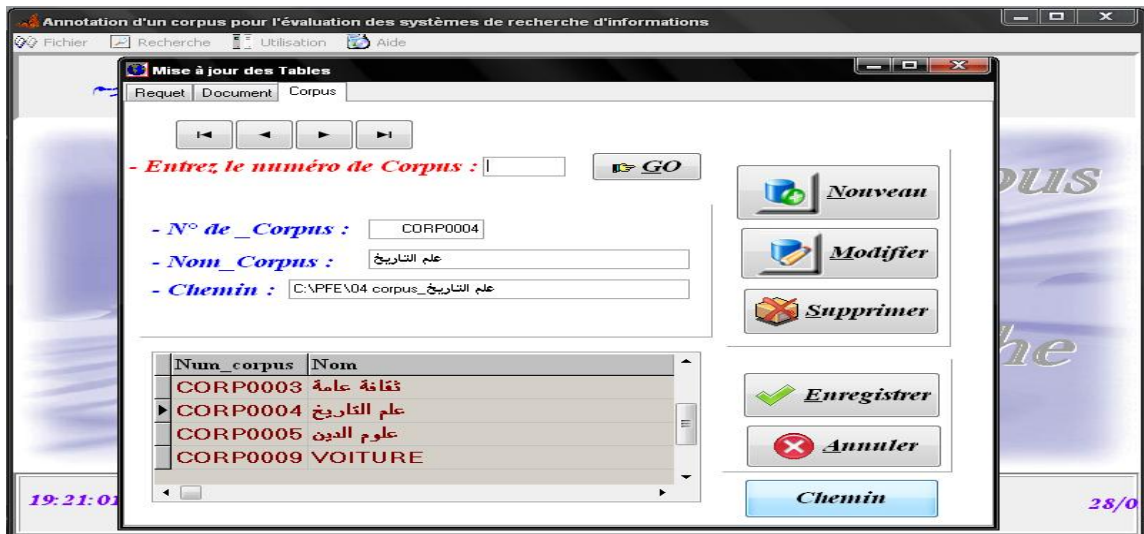 Annotation d'un corpus pour l'évaluation des systèmes de recherche d'informations
Fichier Recherche Utilisation Aide
Mise à jour des Tables
Requet Document Corpus
- Entrez le numéro de Corpus : GO
- N° de _Corpus : CORP0004
- Nom_Corpus : علم التاريخ
- Chemin : C:\PFE\04 corpus_علم التاريخ
Nouveau
Modifier
Supprimer
Num_corpus Nom
CORP0003 ثقافة عامة
CORP0004 علم التاريخ
CORP0005 علوم الدين
CORP0009 VOITURE
Enregistrer
Annuler
Chemin
19:21:01
28/0